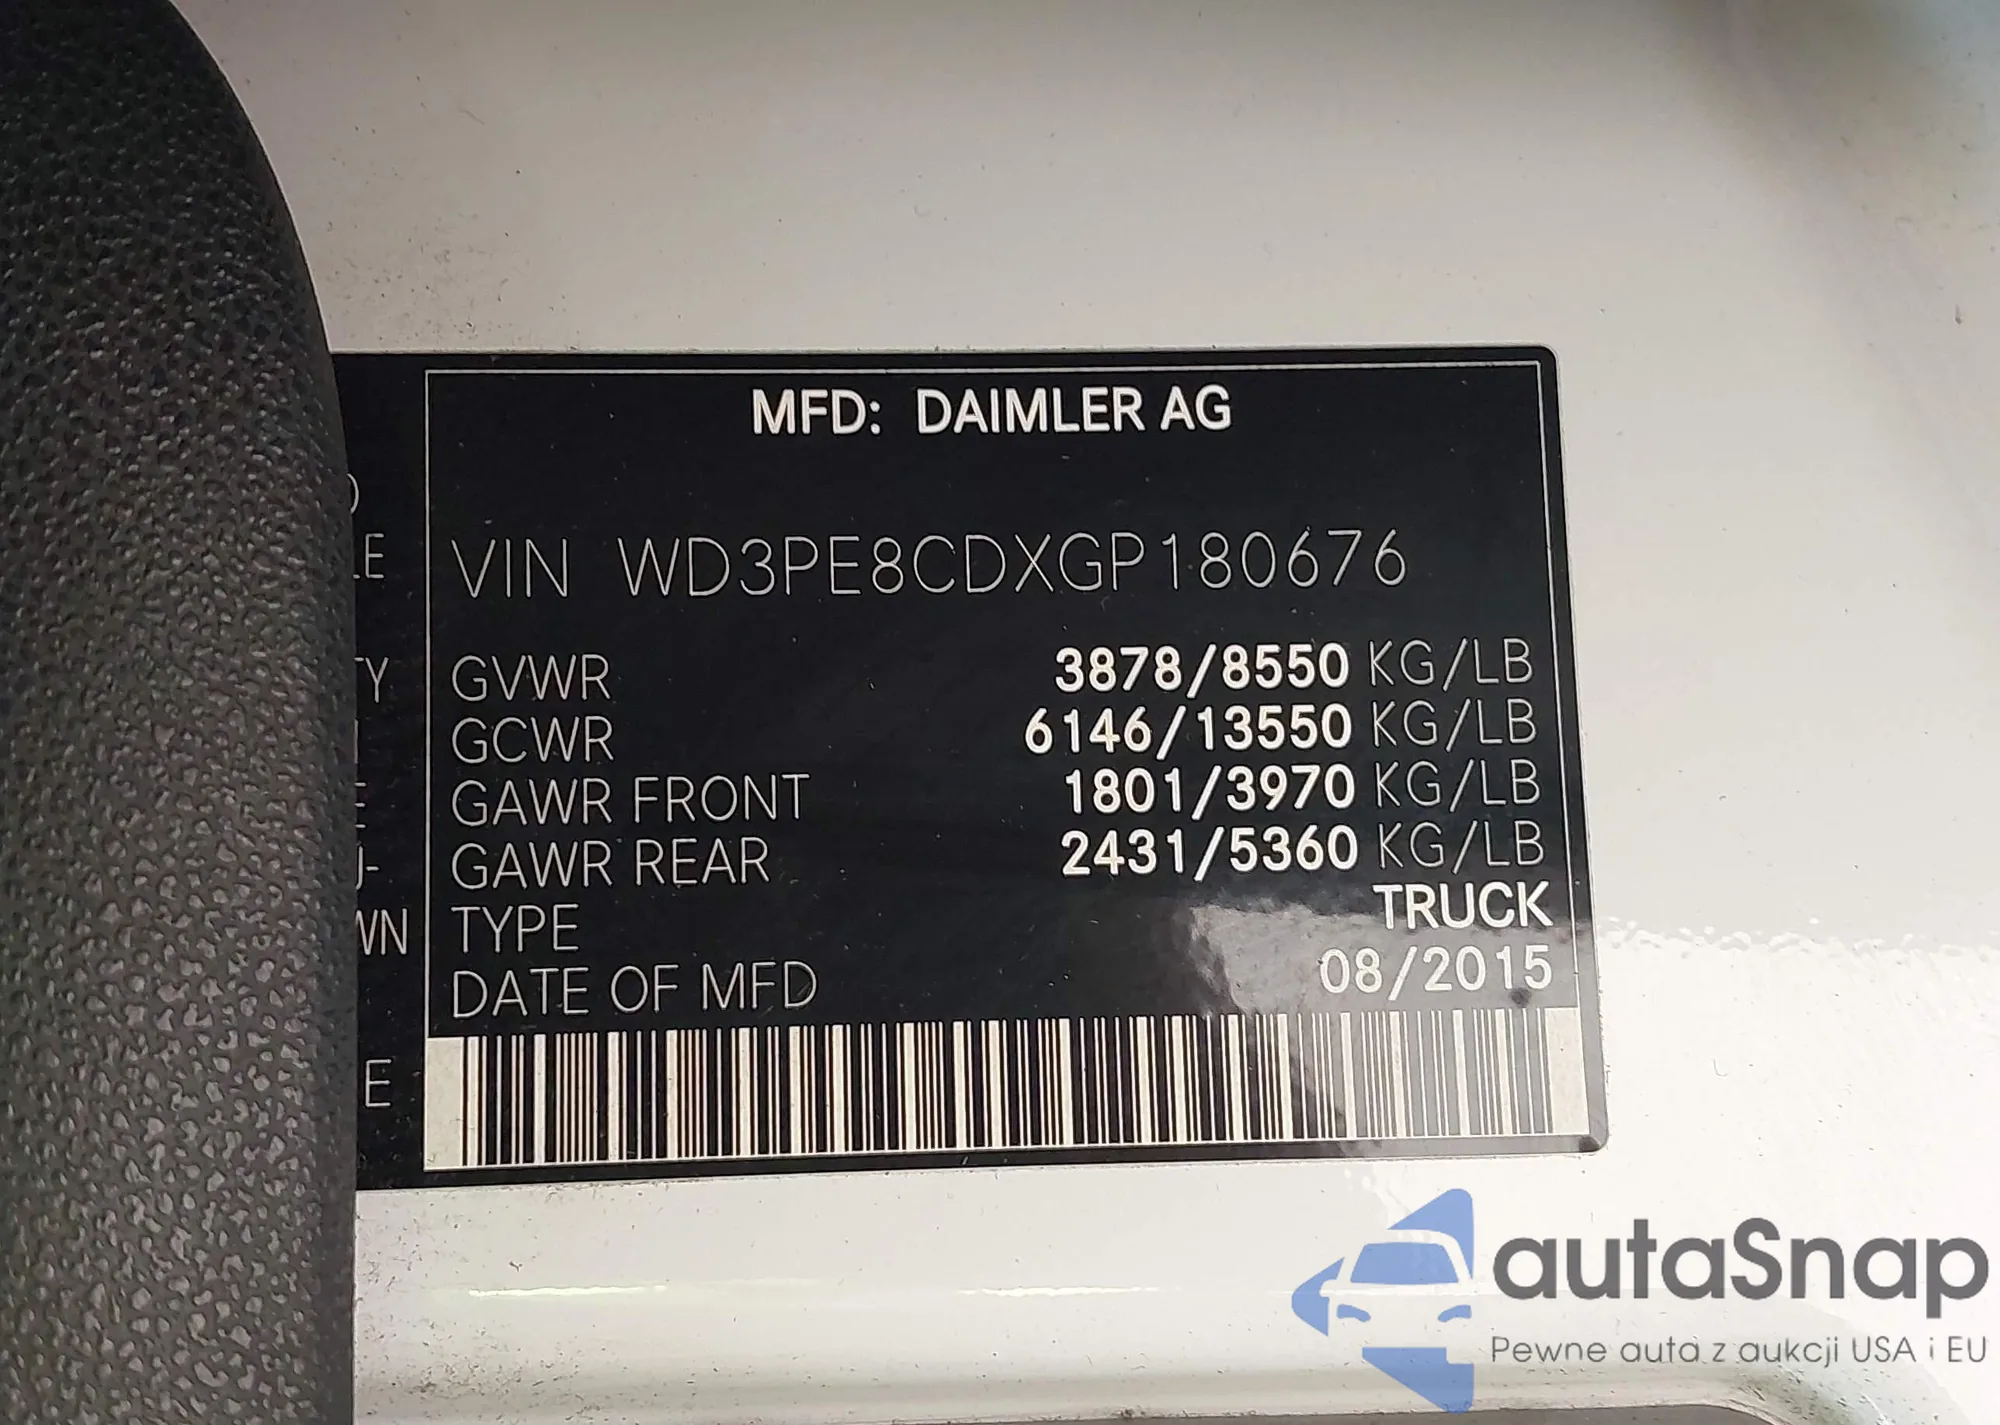 MFD: DAIMLER AG
VIN WD3PE8CDXGP180676
GVWR 3878/8550 KG/LB
GCWR 6146/13550 KG/LB
GAWR FRONT 1801/3970 KG/LB
GAWR REAR 2431/5360 KG/LB
TYPE TRUCK
DATE OF MFD 08/2015
autaSnap
Pewne auta z aukcji USA i EU